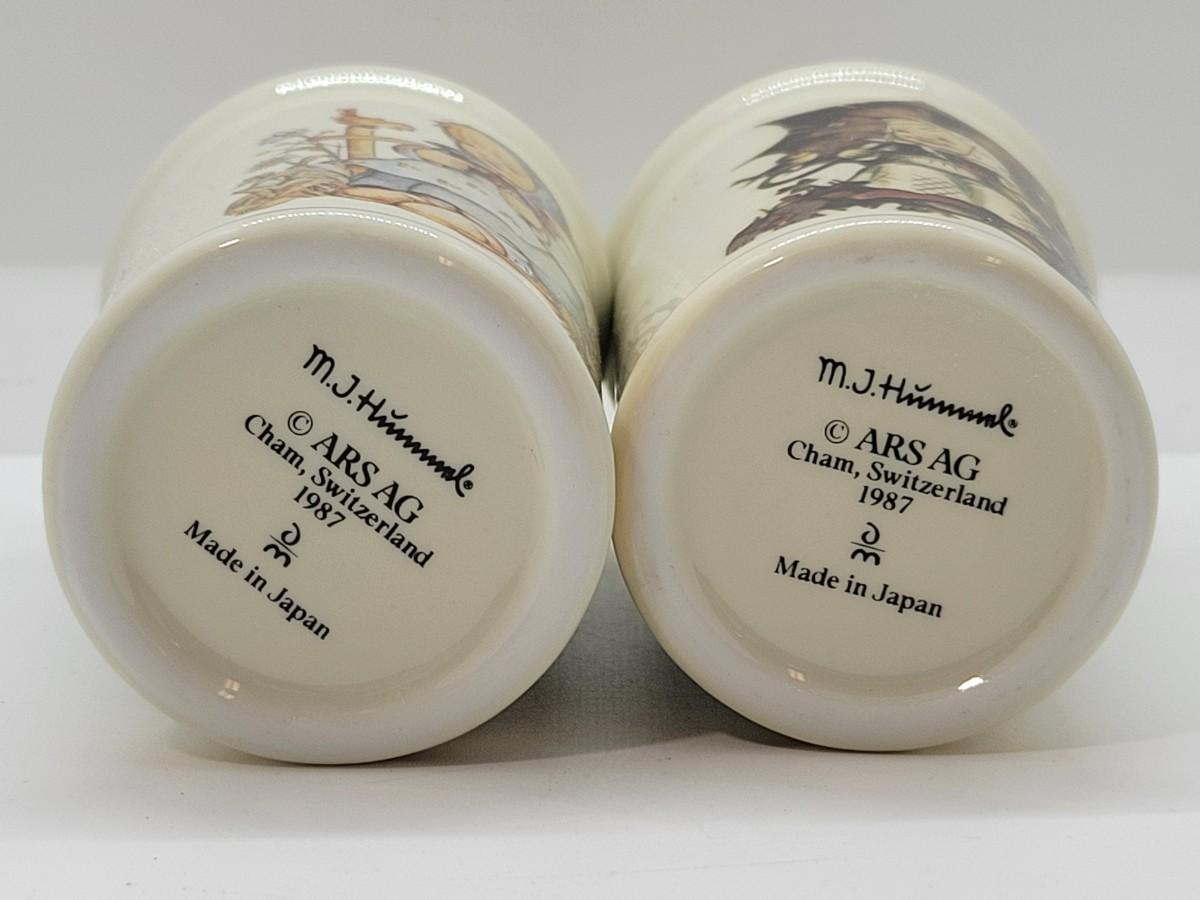 M.J.Hummel®
© ARS AG
Cham, Switzerland
1987
Made in Japan
M.J.Hummel®
© ARS AG
Cham, Switzerland
1987
Made in Japan